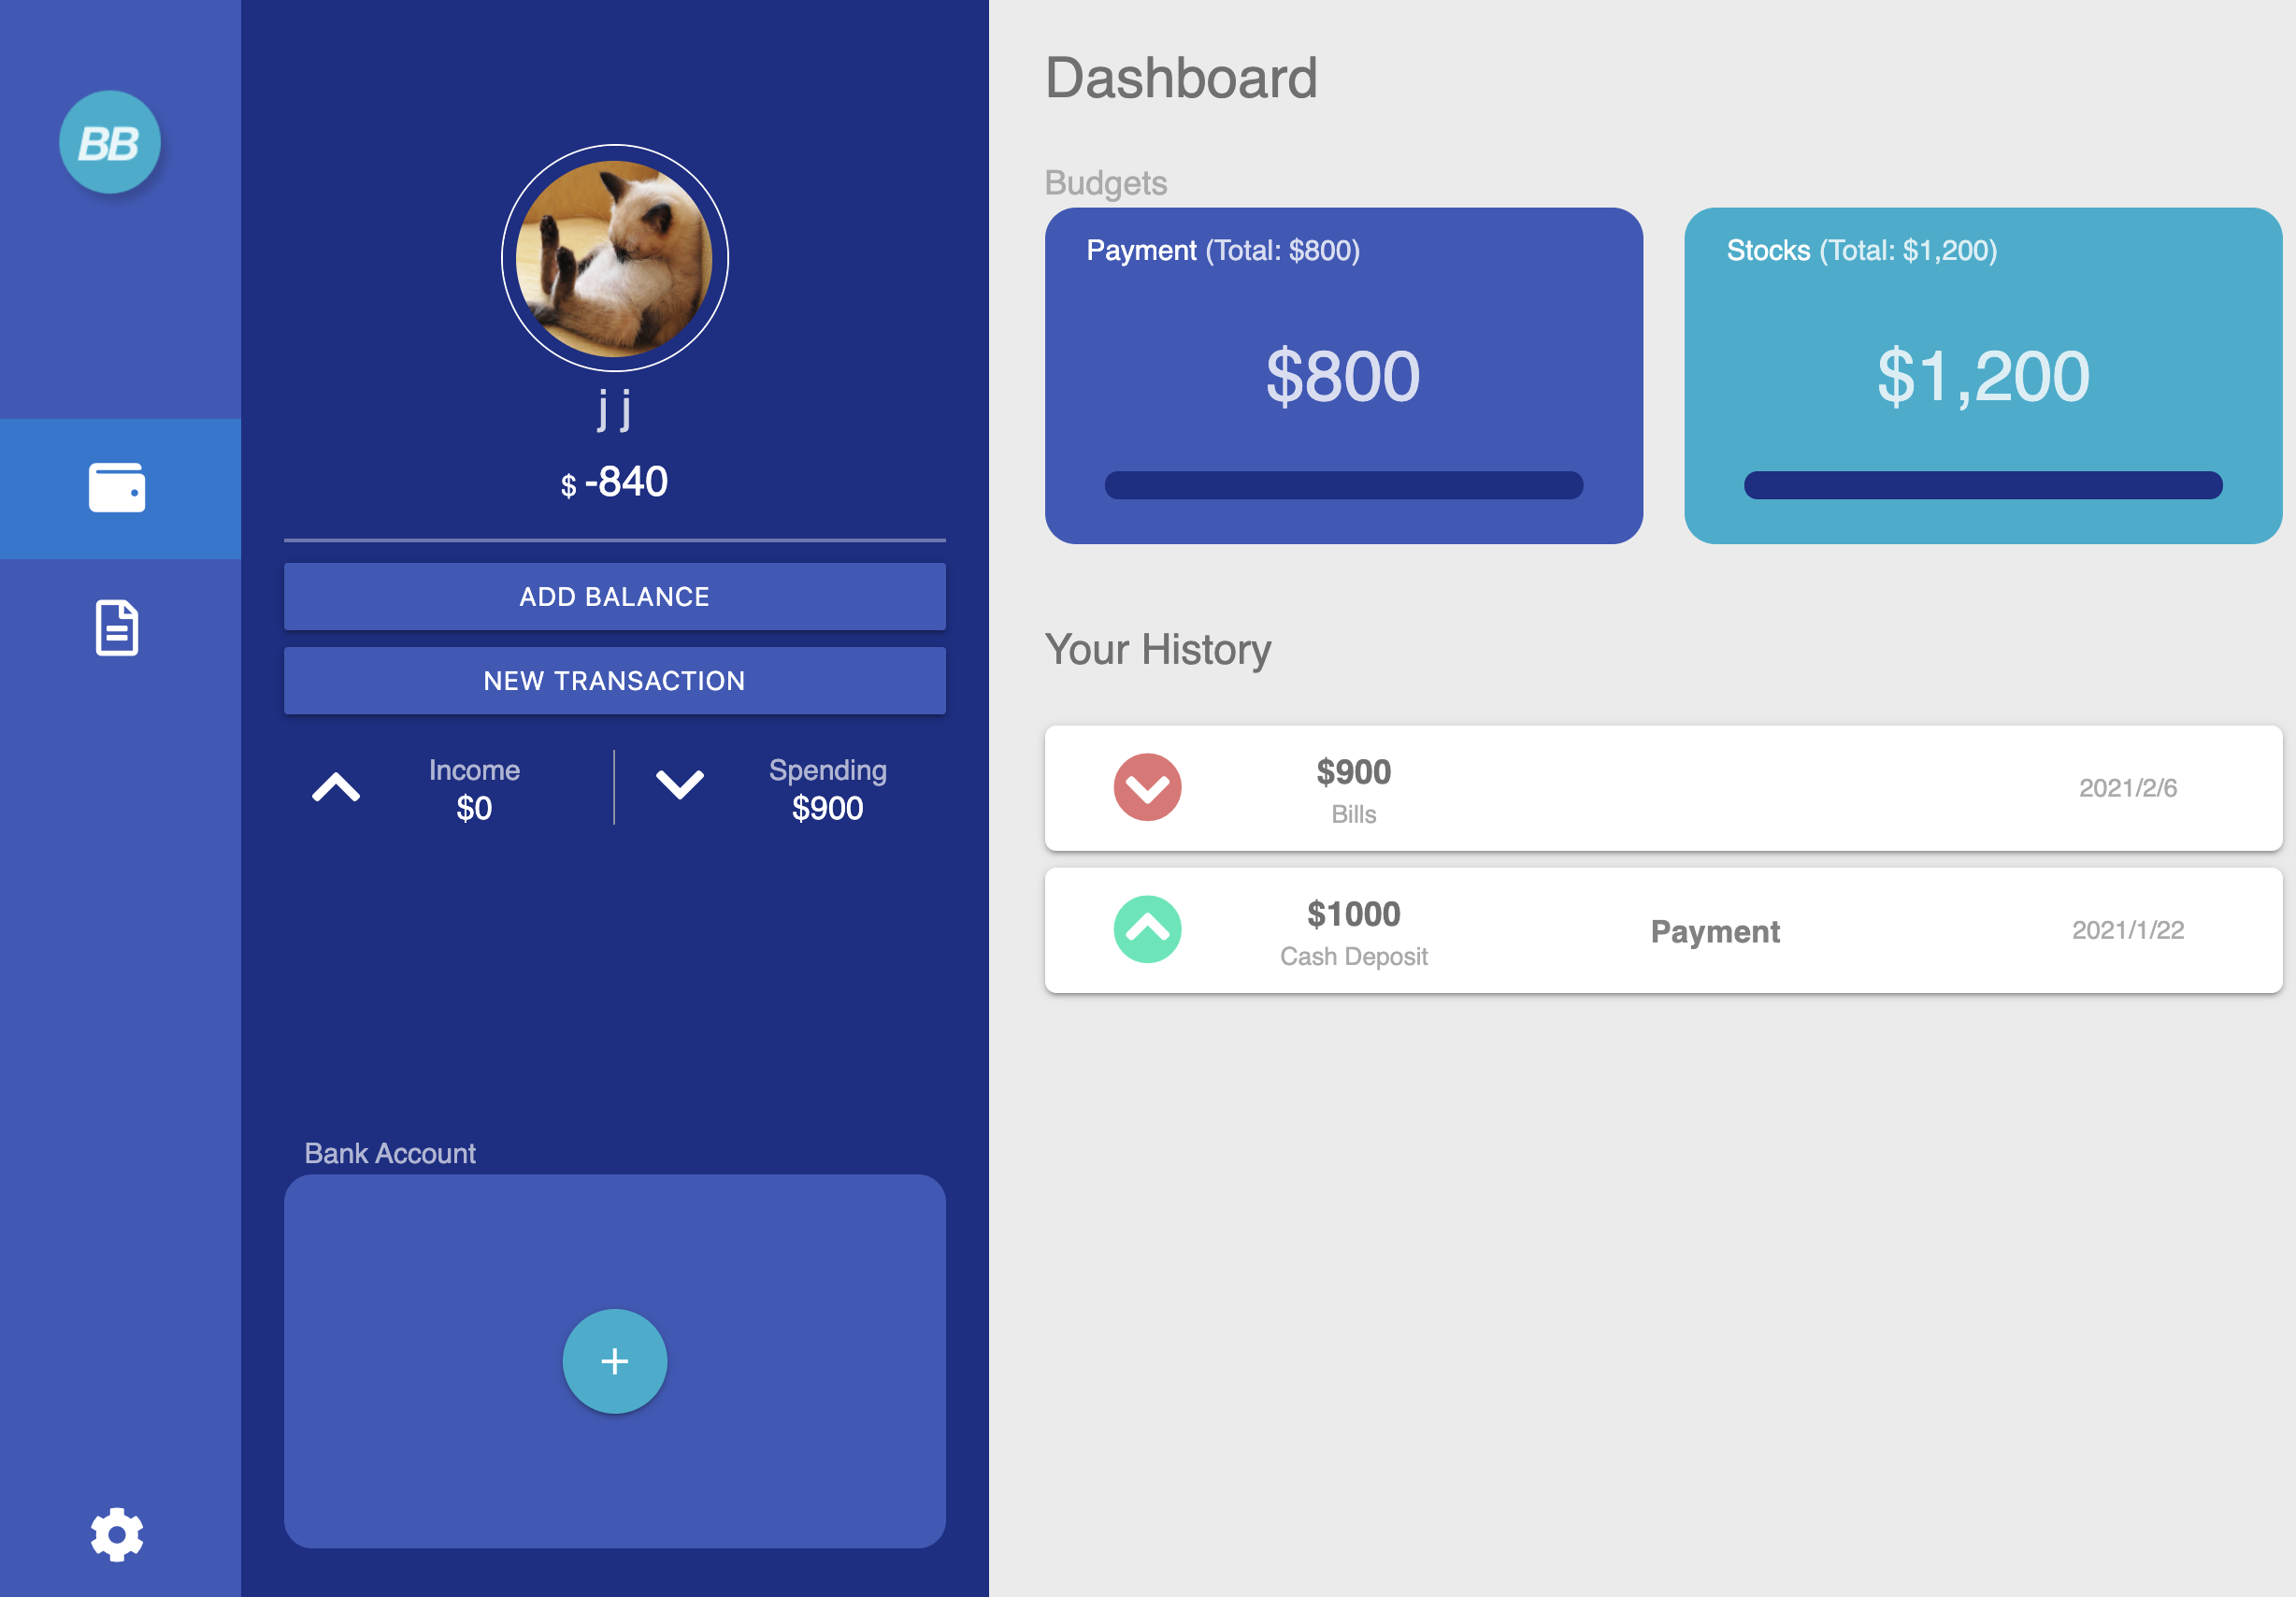 BB
j j
$ -840
ADD BALANCE
NEW TRANSACTION
Income
$0
Spending
$900
Bank Account
+
Dashboard
Budgets
Payment (Total: $800)
$800
Stocks (Total: $1,200)
$1,200
Your History
$900
Bills
2021/2/6
$1000
Cash Deposit
Payment
2021/1/22